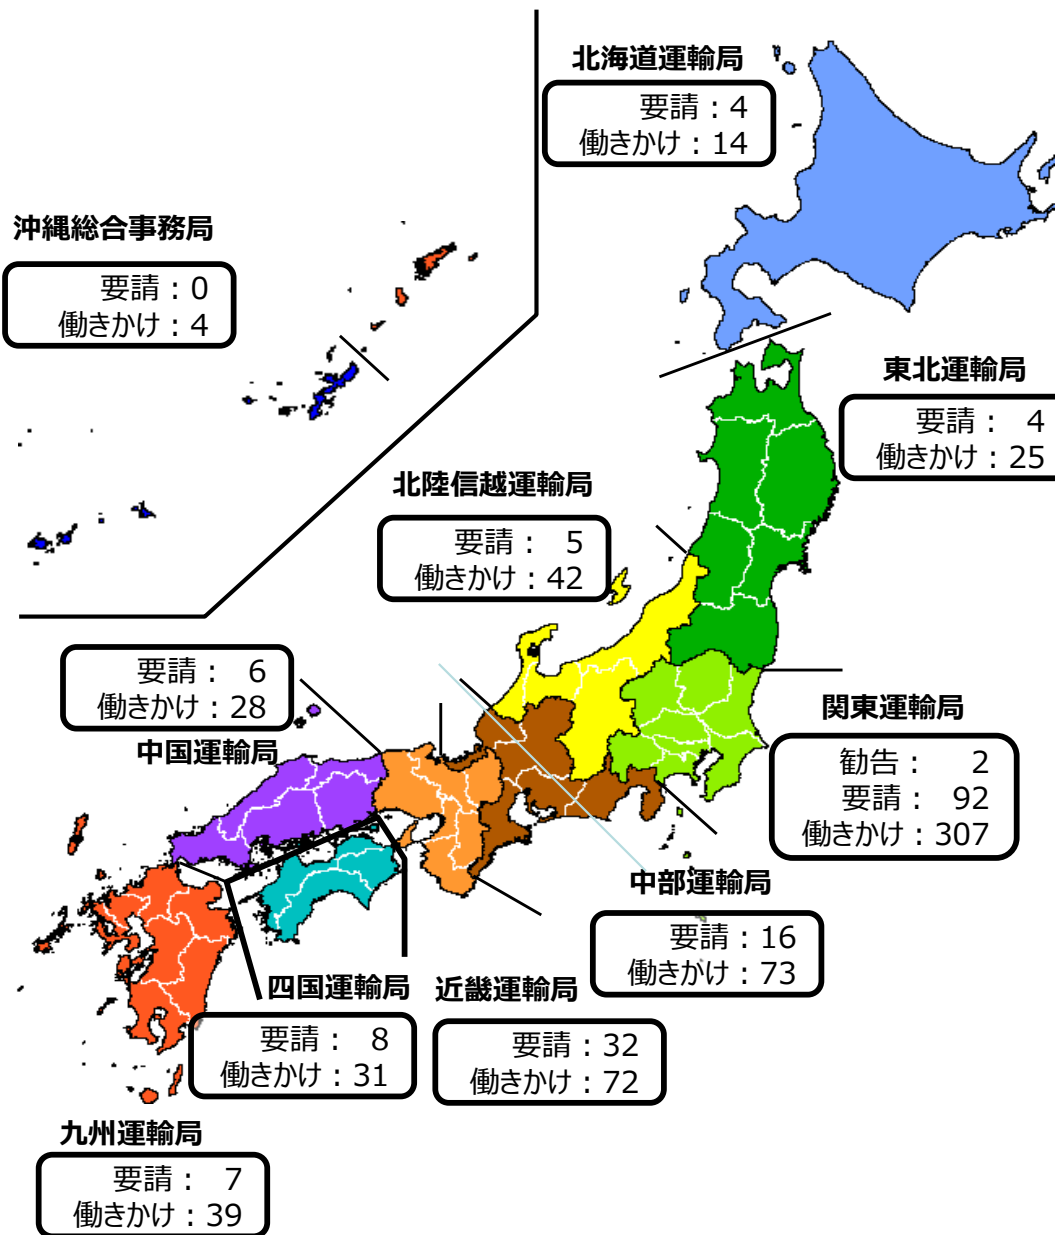 北海道運輸局
要請：4
働きかけ：14
沖縄総合事務局
要請：0
働きかけ：4
東北運輸局
要請： 4
働きかけ：25
北陸信越運輸局
要請： 5
働きかけ：42
要請： 6
働きかけ：28
中国運輸局
関東運輸局
勧告： 2
要請： 92
働きかけ：307
中部運輸局
要請：16
働きかけ：73
四国運輸局
要請： 8
働きかけ：31
近畿運輸局
要請：32
働きかけ：72
九州運輸局
要請： 7
働きかけ：39